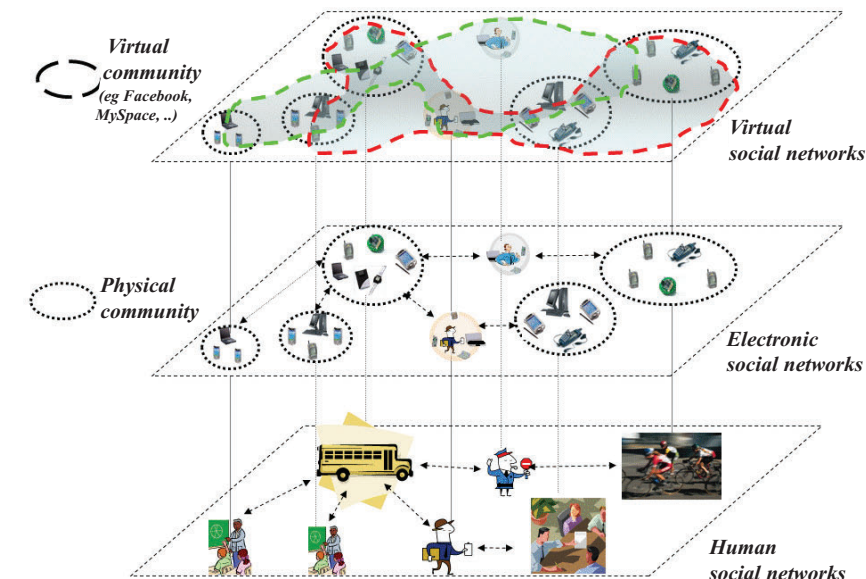 Virtual
community
(eg Facebook,
MySpace, ..)
Virtual
social networks
Physical
community
Electronic
social networks
Human
social networks